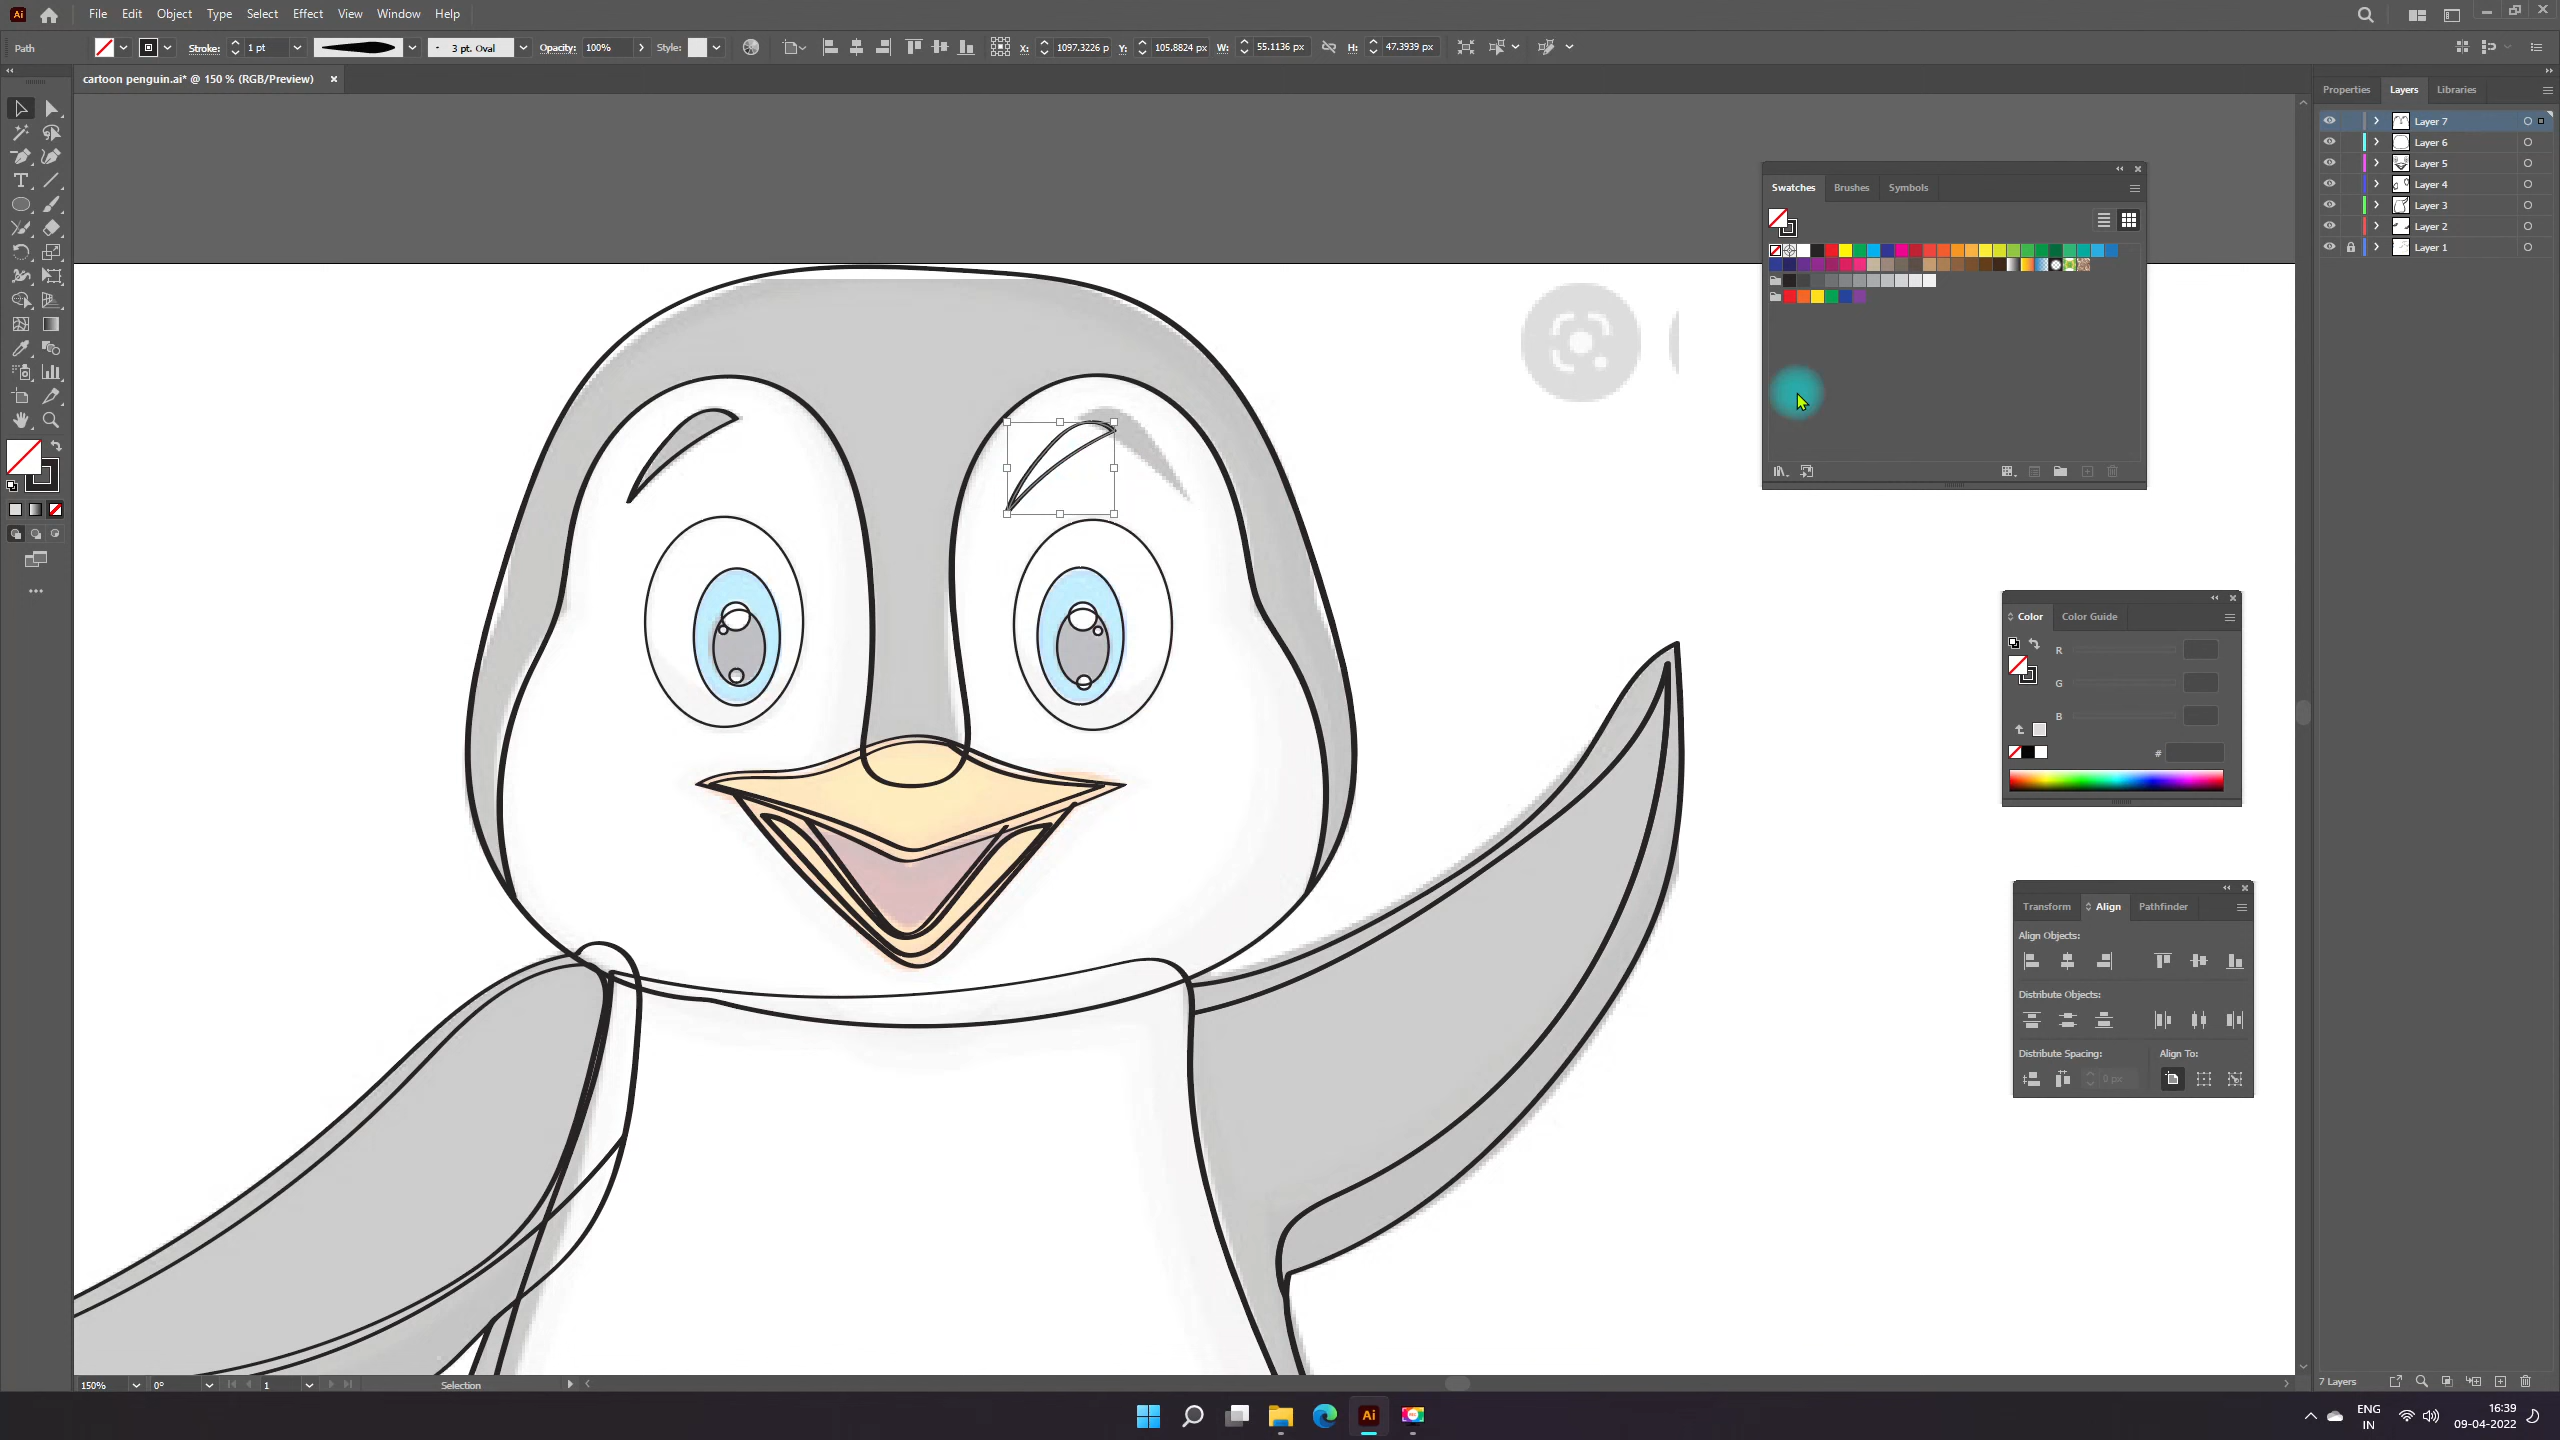 Ai File Edit Object Type Select Effect View Window Help
Path Stroke: 1 pt 3 pt. Oval Opacity: 100% Style: X: 1097.3226 p Y: 105.8824 px W: 55.1136 px H: 47.3939 px
cartoon penguin.ai* @ 150 % (RGB/Preview) ×
Properties Layers Libraries
Layer 7
Layer 6
Layer 5
Layer 4
Layer 3
Layer 2
Layer 1
Swatches Brushes Symbols
Color Color Guide
R
G
B
#
Transform Align Pathfinder
Align Objects:
Distribute Objects:
Distribute Spacing: Align To:
0 px
150% 0° 1 Selection
7 Layers
Ai
ENG
IN
16:39
09-04-2022